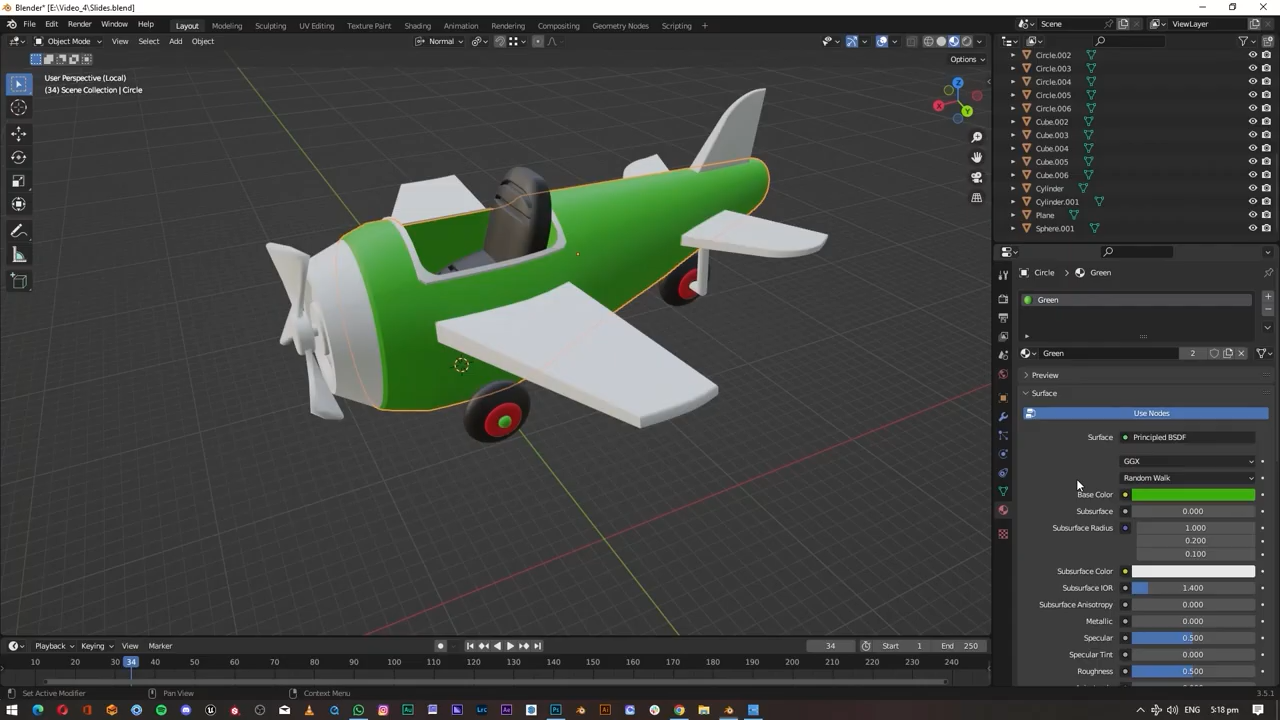 Blender* [E:\Video_4\Slides.blend]
File Edit Render Window Help Layout Modeling Sculpting UV Editing Texture Paint Shading Animation Rendering Compositing Geometry Nodes Scripting + Scene ViewLayer
Object Mode View Select Add Object Normal
Options
User Perspective (Local)
(34) Scene Collection | Circle
Z
X
Y
Circle.002
Circle.003
Circle.004
Circle.005
Circle.006
Cube.002
Cube.003
Cube.004
Cube.005
Cube.006
Cylinder
Cylinder.001
Plane
Sphere.001
Circle > Green
Green
Green 2
Preview
Surface
Use Nodes
Surface Principled BSDF
GGX
Random Walk
Base Color
Subsurface 0.000
Subsurface Radius 1.000
0.200
0.100
Subsurface Color
Subsurface IOR 1.400
Subsurface Anisotropy 0.000
Metallic 0.000
Specular 0.500
Specular Tint 0.000
Roughness 0.500
Playback Keying View Marker 34 Start 1 End 250
10 20 30 34 40 50 60 70 80 90 100 110 120 130 140 150 160 170 180 190 200 210 220 230 240
Set Active Modifier Pan View Context Menu 3.5.1
ENG 5:18 pm